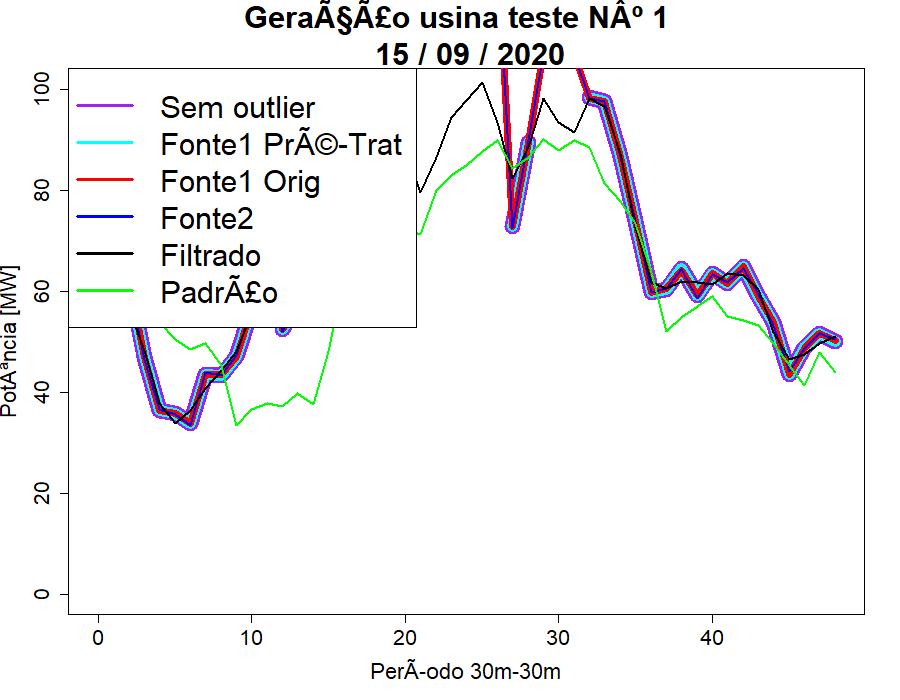 GeraÃ§Ã£o usina teste NÂº 1
15 / 09 / 2020
100
80
60
40
20
0
PotÃªncia [MW]
Sem outlier
Fonte1 PrÃ©-Trat
Fonte1 Orig
Fonte2
Filtrado
PadrÃ£o
0
10
20
30
40
PerÃ-odo 30m-30m